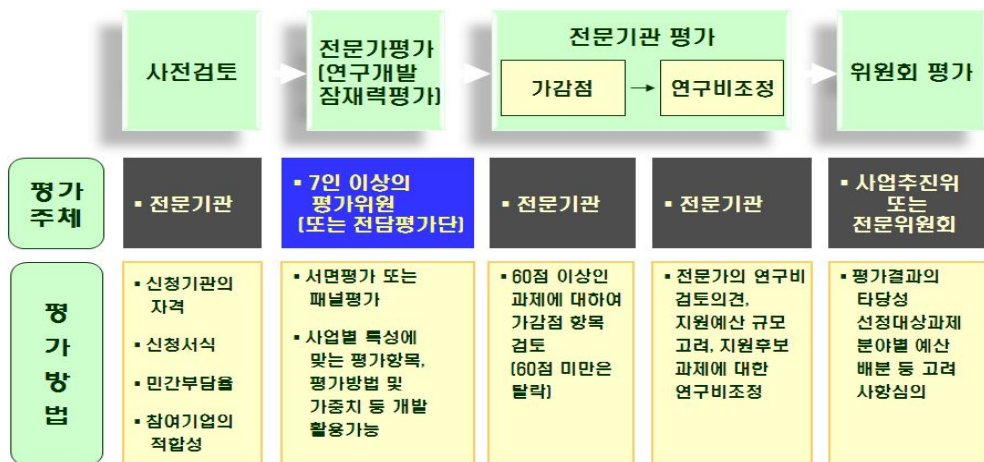 사전검토
전문가평가
(연구개발
잠재력평가)
전문기관 평가
가감점
연구비조정
위원회 평가
평가
주체
▪ 전문기관
▪ 7인 이상의
평가위원
(또는 전담평가단)
▪ 전문기관
▪ 전문기관
▪ 사업추진위
또는
전문위원회
평
가
방
법
▪ 신청기관의
자격
▪ 신청서식
▪ 민간부담율
▪ 참여기업의
적합성
▪ 서면평가 또는
패널평가
▪ 사업별 특성에
맞는 평가항목,
평가방법 및
가중치 등 개발
활용가능
▪ 60점 이상인
과제에 대하여
가감점 항목
검토
(60점 미만은
탈락)
▪ 전문가의 연구비
검토의견,
지원예산 규모
고려, 지원후보
과제에 대한
연구비조정
▪ 평가결과의
타당성
선정대상과제
분야별 예산
배분 등 고려
사항심의